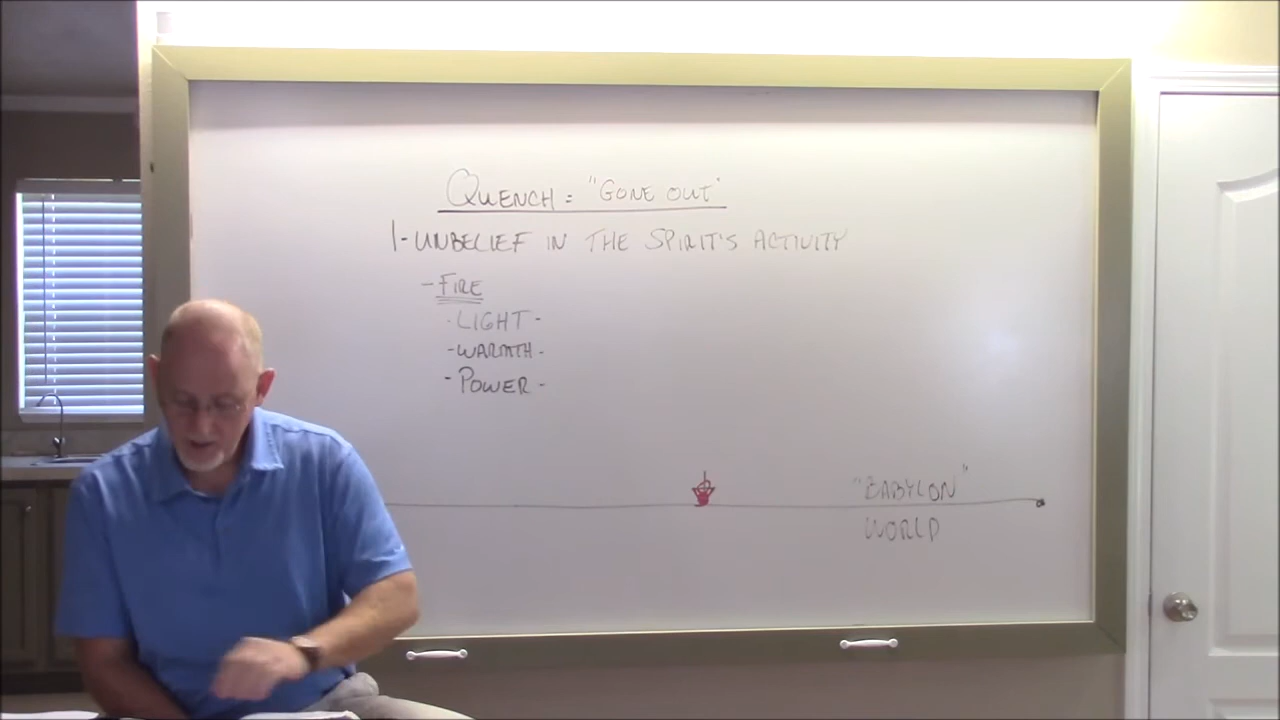 QUENCH = "GONE OUT"
1-UNBELIEF IN THE SPIRIT'S ACTIVITY
-FIRE
-LIGHT-
-WARMTH-
-POWER-
"BABYLON"
WORLD